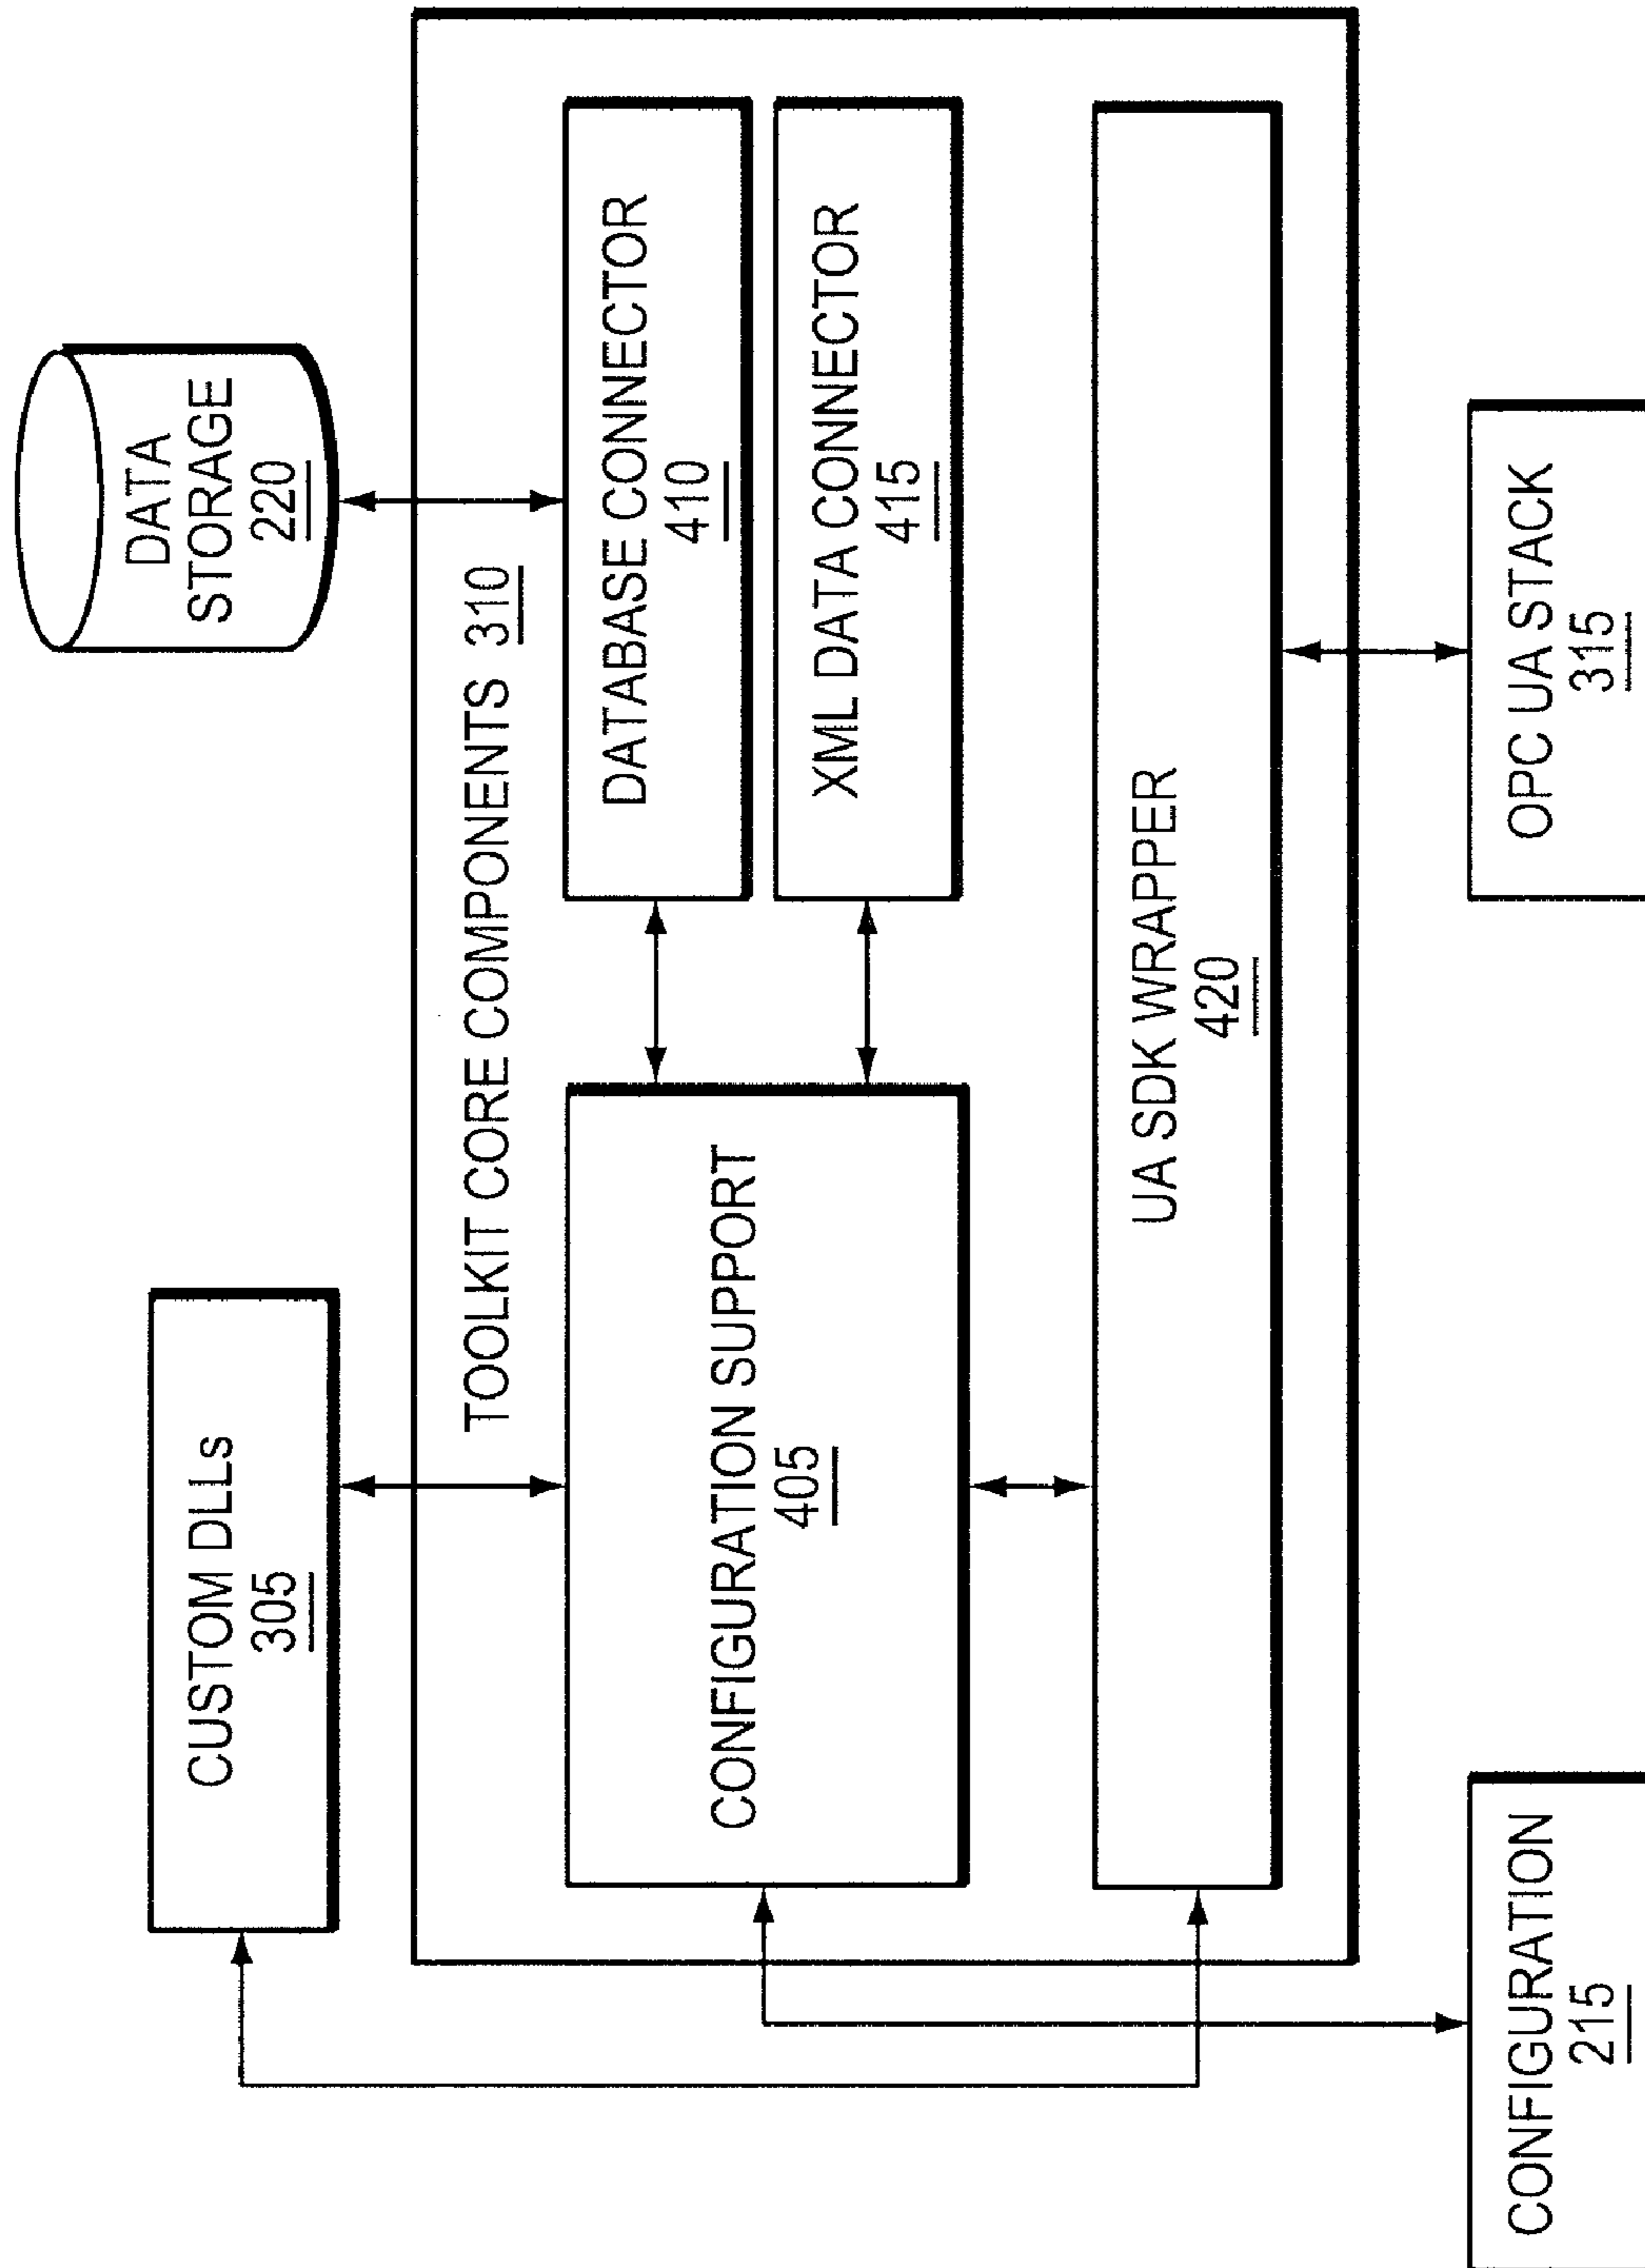 CUSTOM DLLs
305
DATA
STORAGE
220
TOOLKIT CORE COMPONENTS 310
CONFIGURATION SUPPORT
405
DATABASE CONNECTOR
410
XML DATA CONNECTOR
415
UA SDK WRAPPER
420
CONFIGURATION
215
OPC UA STACK
315